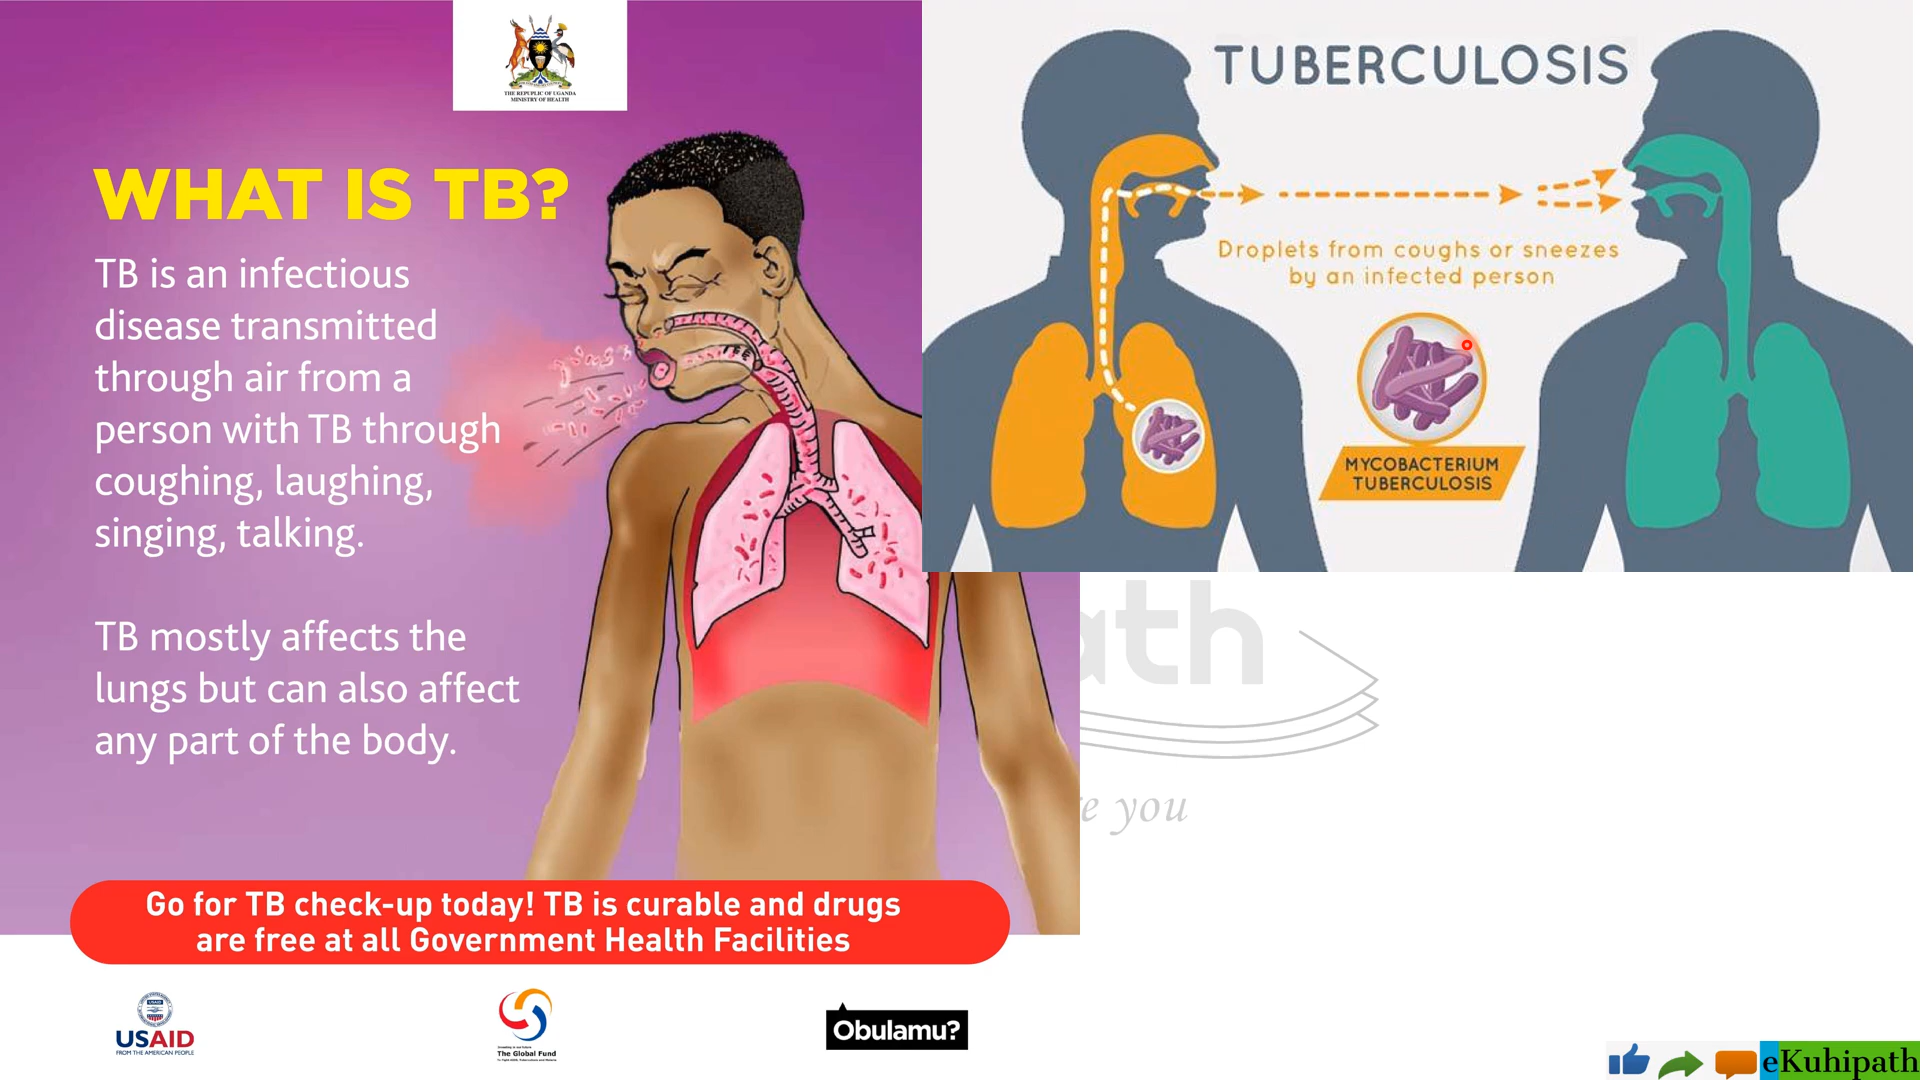 THE REPUBLIC OF UGANDA
MINISTRY OF HEALTH
WHAT IS TB?
TB is an infectious
disease transmitted
through air from a
person with TB through
coughing, laughing,
singing, talking.
TB mostly affects the
lungs but can also affect
any part of the body.
Go for TB check-up today! TB is curable and drugs
are free at all Government Health Facilities
USAID
FROM THE AMERICAN PEOPLE
The Global Fund
Obulamu?
TUBERCULOSIS
Droplets from coughs or sneezes
by an infected person
MYCOBACTERIUM
TUBERCULOSIS
ath
e you
eKuhipath